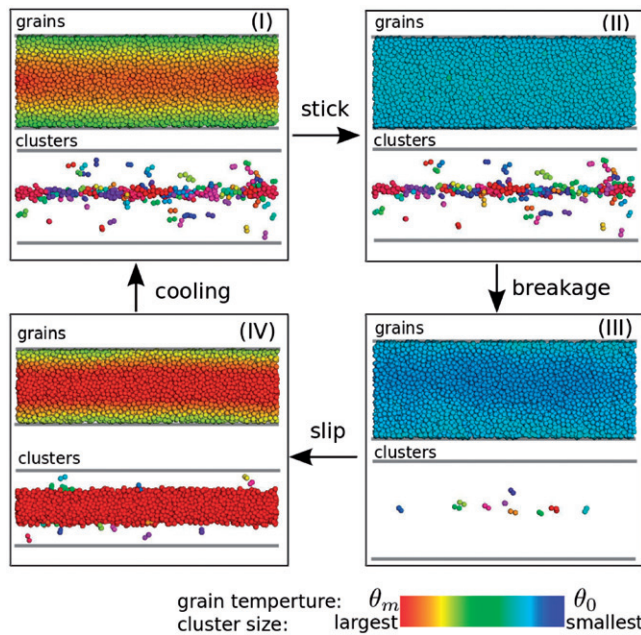 grains (I)
clusters
stick
grains (II)
clusters
cooling
breakage
grains (IV)
clusters
slip
grains (III)
clusters
grain temperture: θm θ0
cluster size: largest smallest